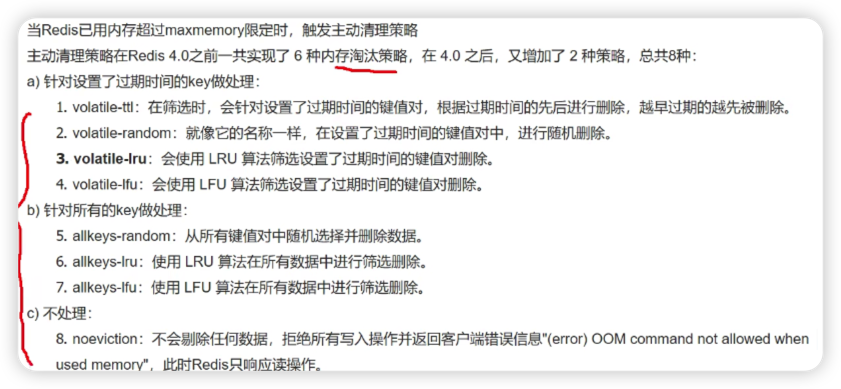 当Redis已用内存超过maxmemory限定时，触发主动清理策略
主动清理策略在Redis 4.0之前一共实现了 6 种内存淘汰策略，在 4.0 之后，又增加了 2 种策略，总共8种：
a) 针对设置了过期时间的key做处理：
1. volatile-ttl：在筛选时，会针对设置了过期时间的键值对，根据过期时间的先后进行删除，越早过期的越先被删除。
2. volatile-random：就像它的名称一样，在设置了过期时间的键值对中，进行随机删除。
3. volatile-lru：会使用 LRU 算法筛选设置了过期时间的键值对删除。
4. volatile-lfu：会使用 LFU 算法筛选设置了过期时间的键值对删除。
b) 针对所有的key做处理：
5. allkeys-random：从所有键值对中随机选择并删除数据。
6. allkeys-lru：使用 LRU 算法在所有数据中进行筛选删除。
7. allkeys-lfu：使用 LFU 算法在所有数据中进行筛选删除。
c) 不处理：
8. noeviction：不会剔除任何数据，拒绝所有写入操作并返回客户端错误信息"(error) OOM command not allowed when
used memory"，此时Redis只响应读操作。